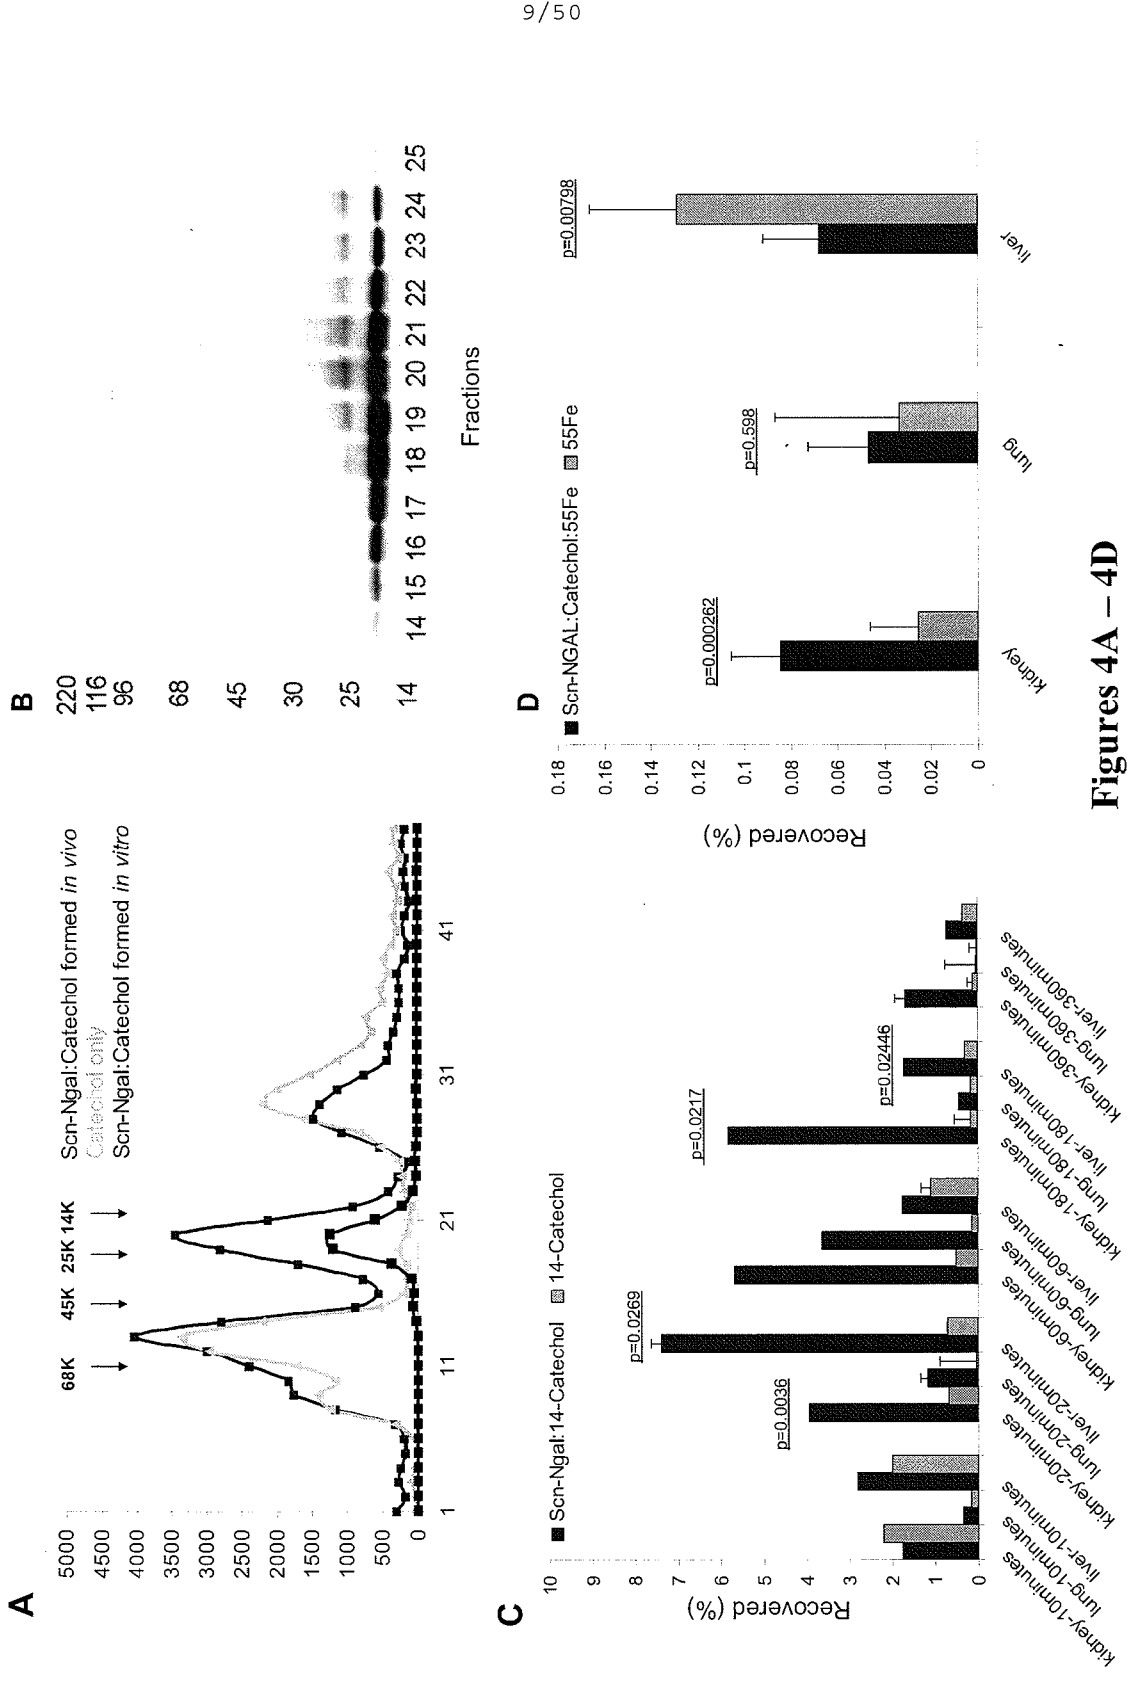 9/50
A
5000
4500
4000
3500
3000
2500
2000
1500
1000
500
0
1
11
21
31
41
68K
45K
25K
14K
Scn-Ngal:Catechol formed in vivo
Catechol only
Scn-Ngal:Catechol formed in vitro
B
220
116
96
68
45
30
25
14
14 15 16 17 18 19 20 21 22 23 24 25
Fractions
C
Scn-Ngal:14-Catechol
14-Catechol
10
9
8
7
6
5
4
3
2
1
0
Recovered (%)
p=0.0036
p=0.0269
p=0.0217
p=0.02446
kidney-10minutes
lung-10minutes
liver-10minutes
kidney-20minutes
lung-20minutes
liver-20minutes
kidney-60minutes
lung-60minutes
liver-60minutes
kidney-180minutes
lung-180minutes
liver-180minutes
kidney-360minutes
lung-360minutes
liver-360minutes
D
Scn-NGAL:Catechol:55Fe
55Fe
0.18
0.16
0.14
0.12
0.1
0.08
0.06
0.04
0.02
0
Recovered (%)
p=0.000262
p=0.598
p=0.00798
kidney
lung
liver
Figures 4A – 4D